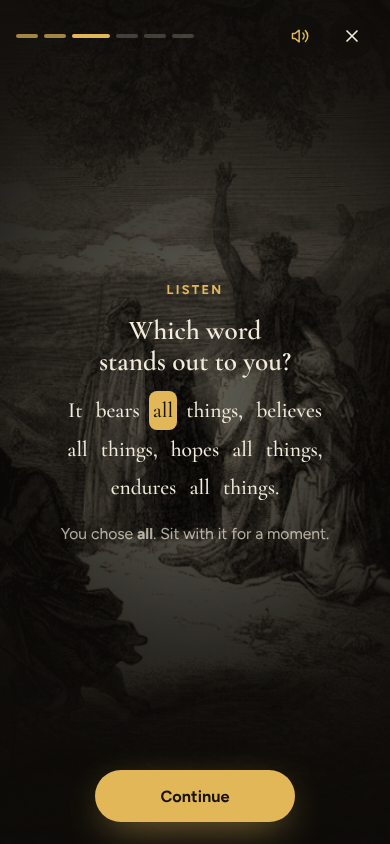 LISTEN
Which word
stands out to you?
It bears all things, believes
all things, hopes all things,
endures all things.
You chose all. Sit with it for a moment.
Continue